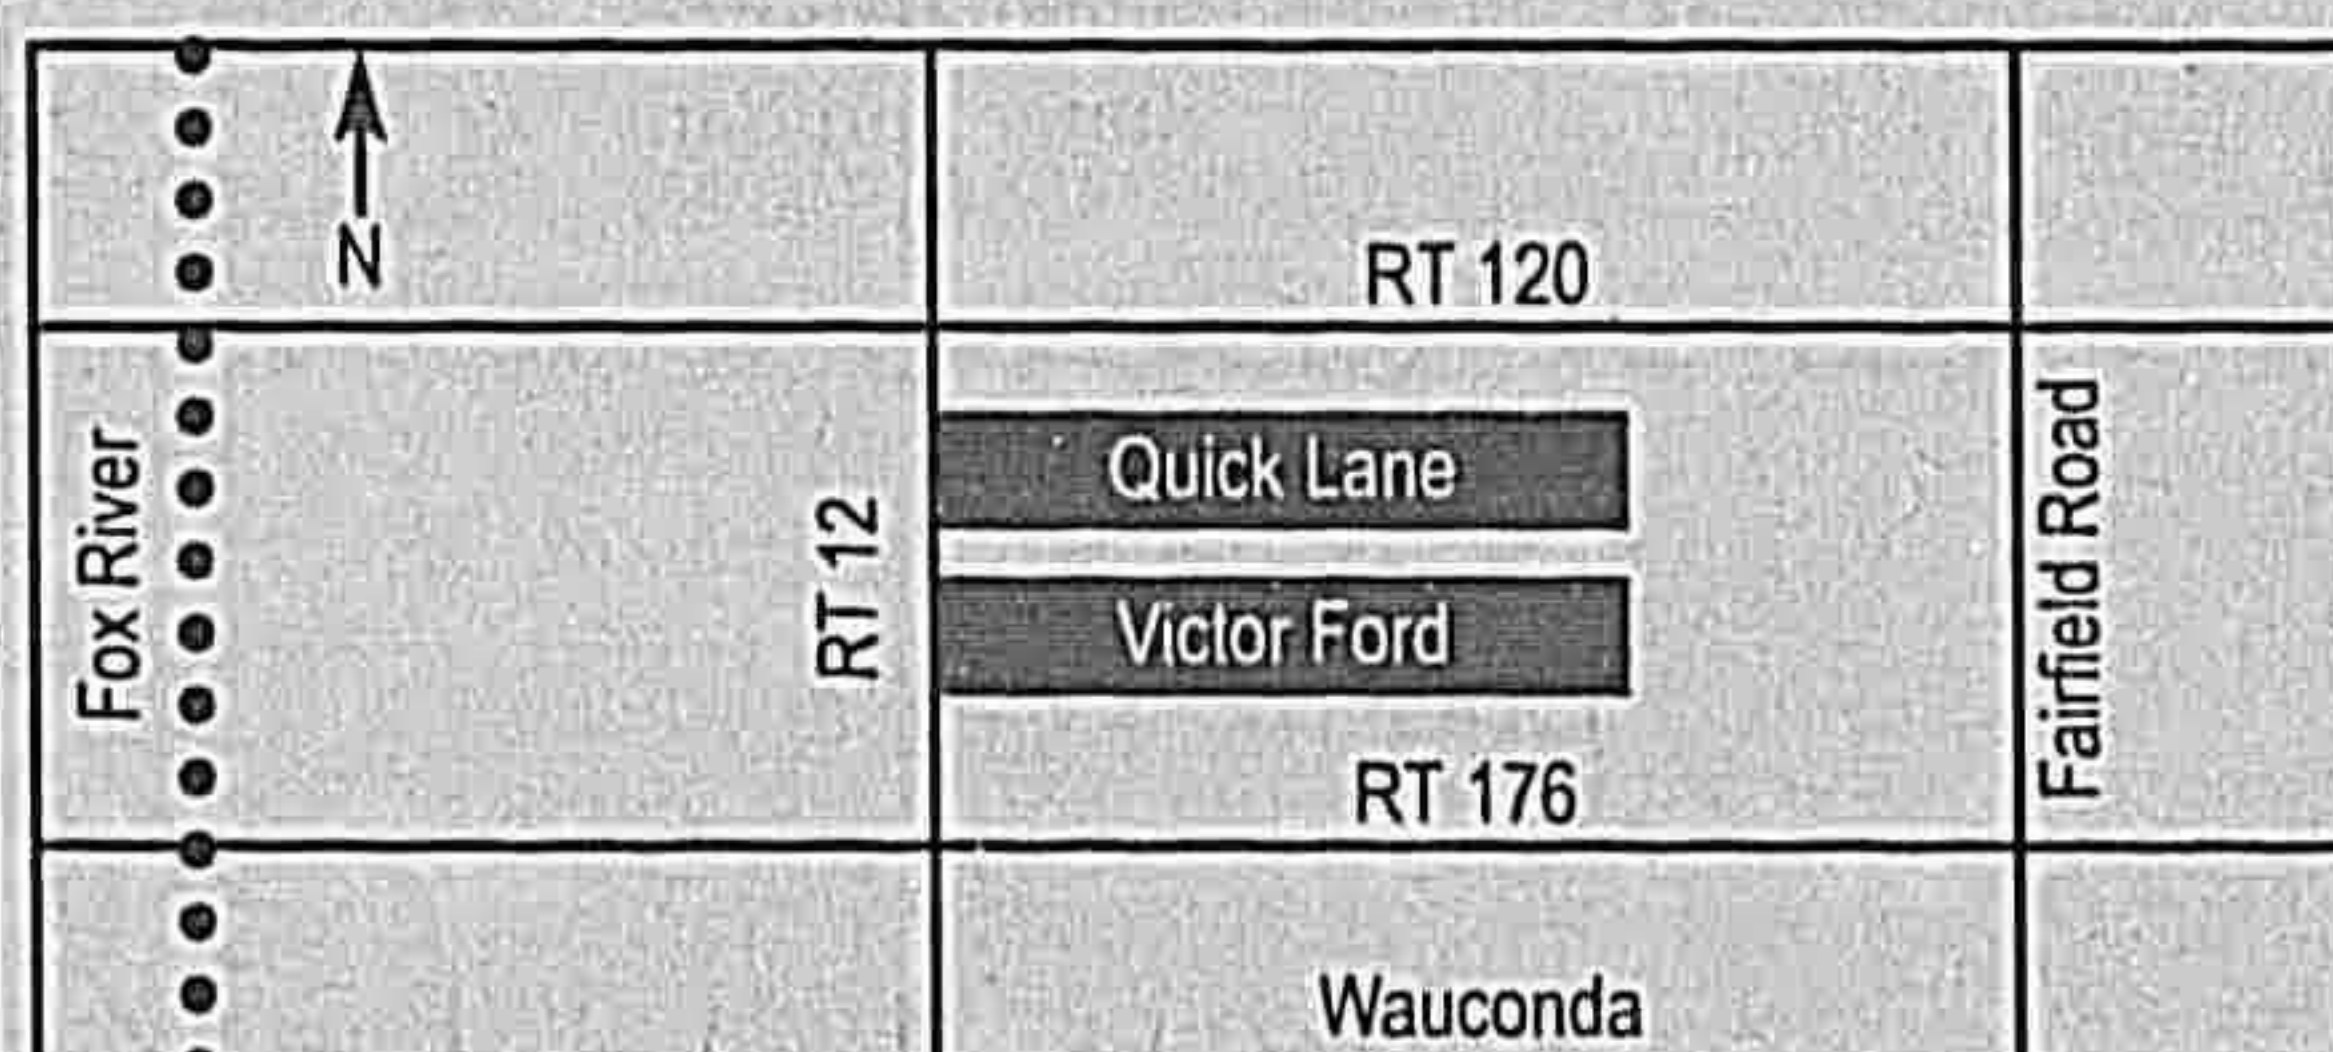 N
RT 120
Fox River
RT 12
Quick Lane
Victor Ford
Fairfield Road
RT 176
Wauconda